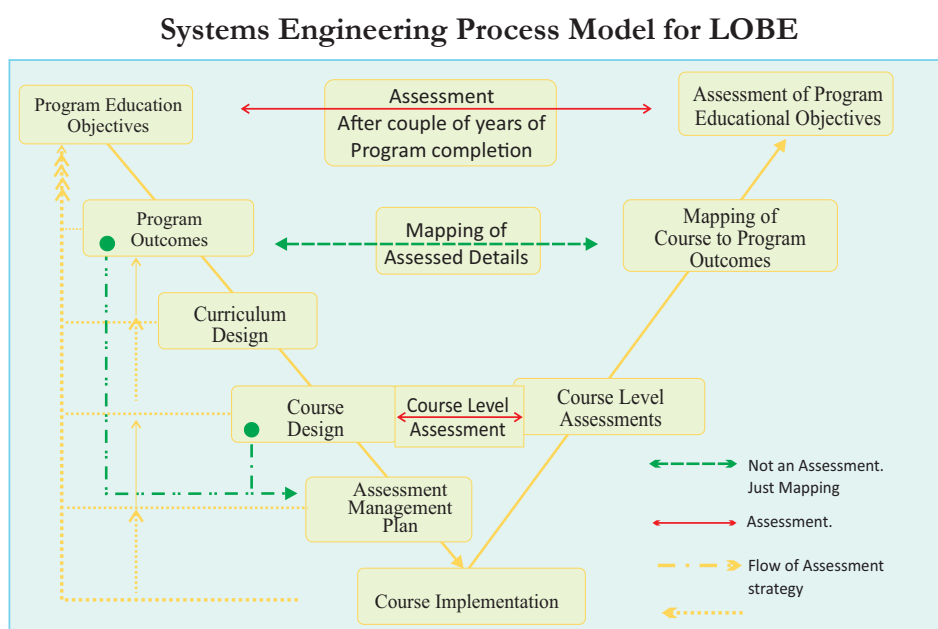 Systems Engineering Process Model for LOBE
Program Education
Objectives
Assessment
After couple of years of
Program completion
Assessment of Program
Educational Objectives
Program
Outcomes
Mapping of
Assessed Details
Mapping of
Course to Program
Outcomes
Curriculum
Design
Course
Design
Course Level
Assessment
Course Level
Assessments
Assessment
Management
Plan
Course Implementation
Not an Assessment.
Just Mapping
Assessment.
Flow of Assessment
strategy